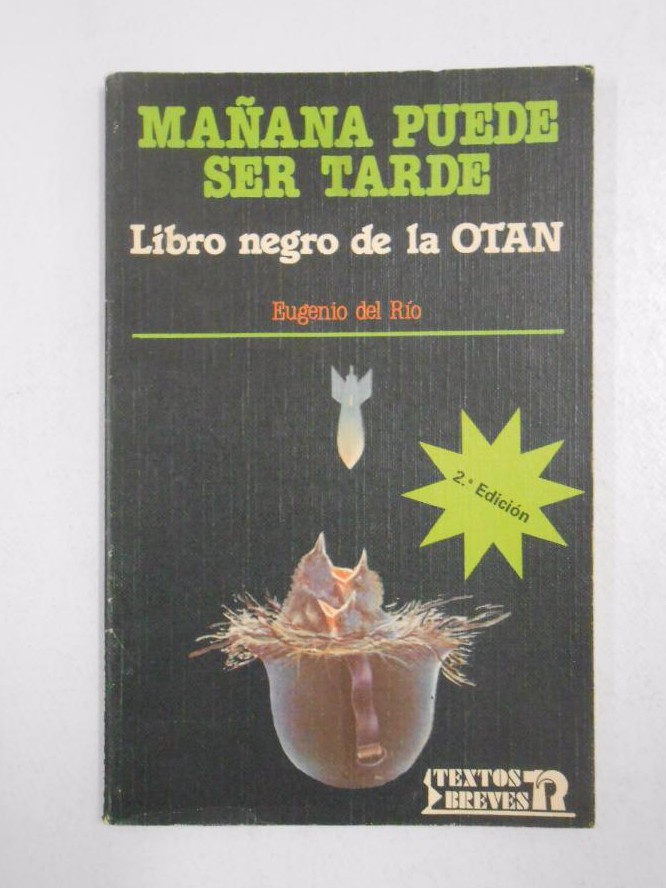 MAÑANA PUEDE
SER TARDE
Libro negro de la OTAN
Eugenio del Río
2.ª Edición
TEXTOS
BREVES